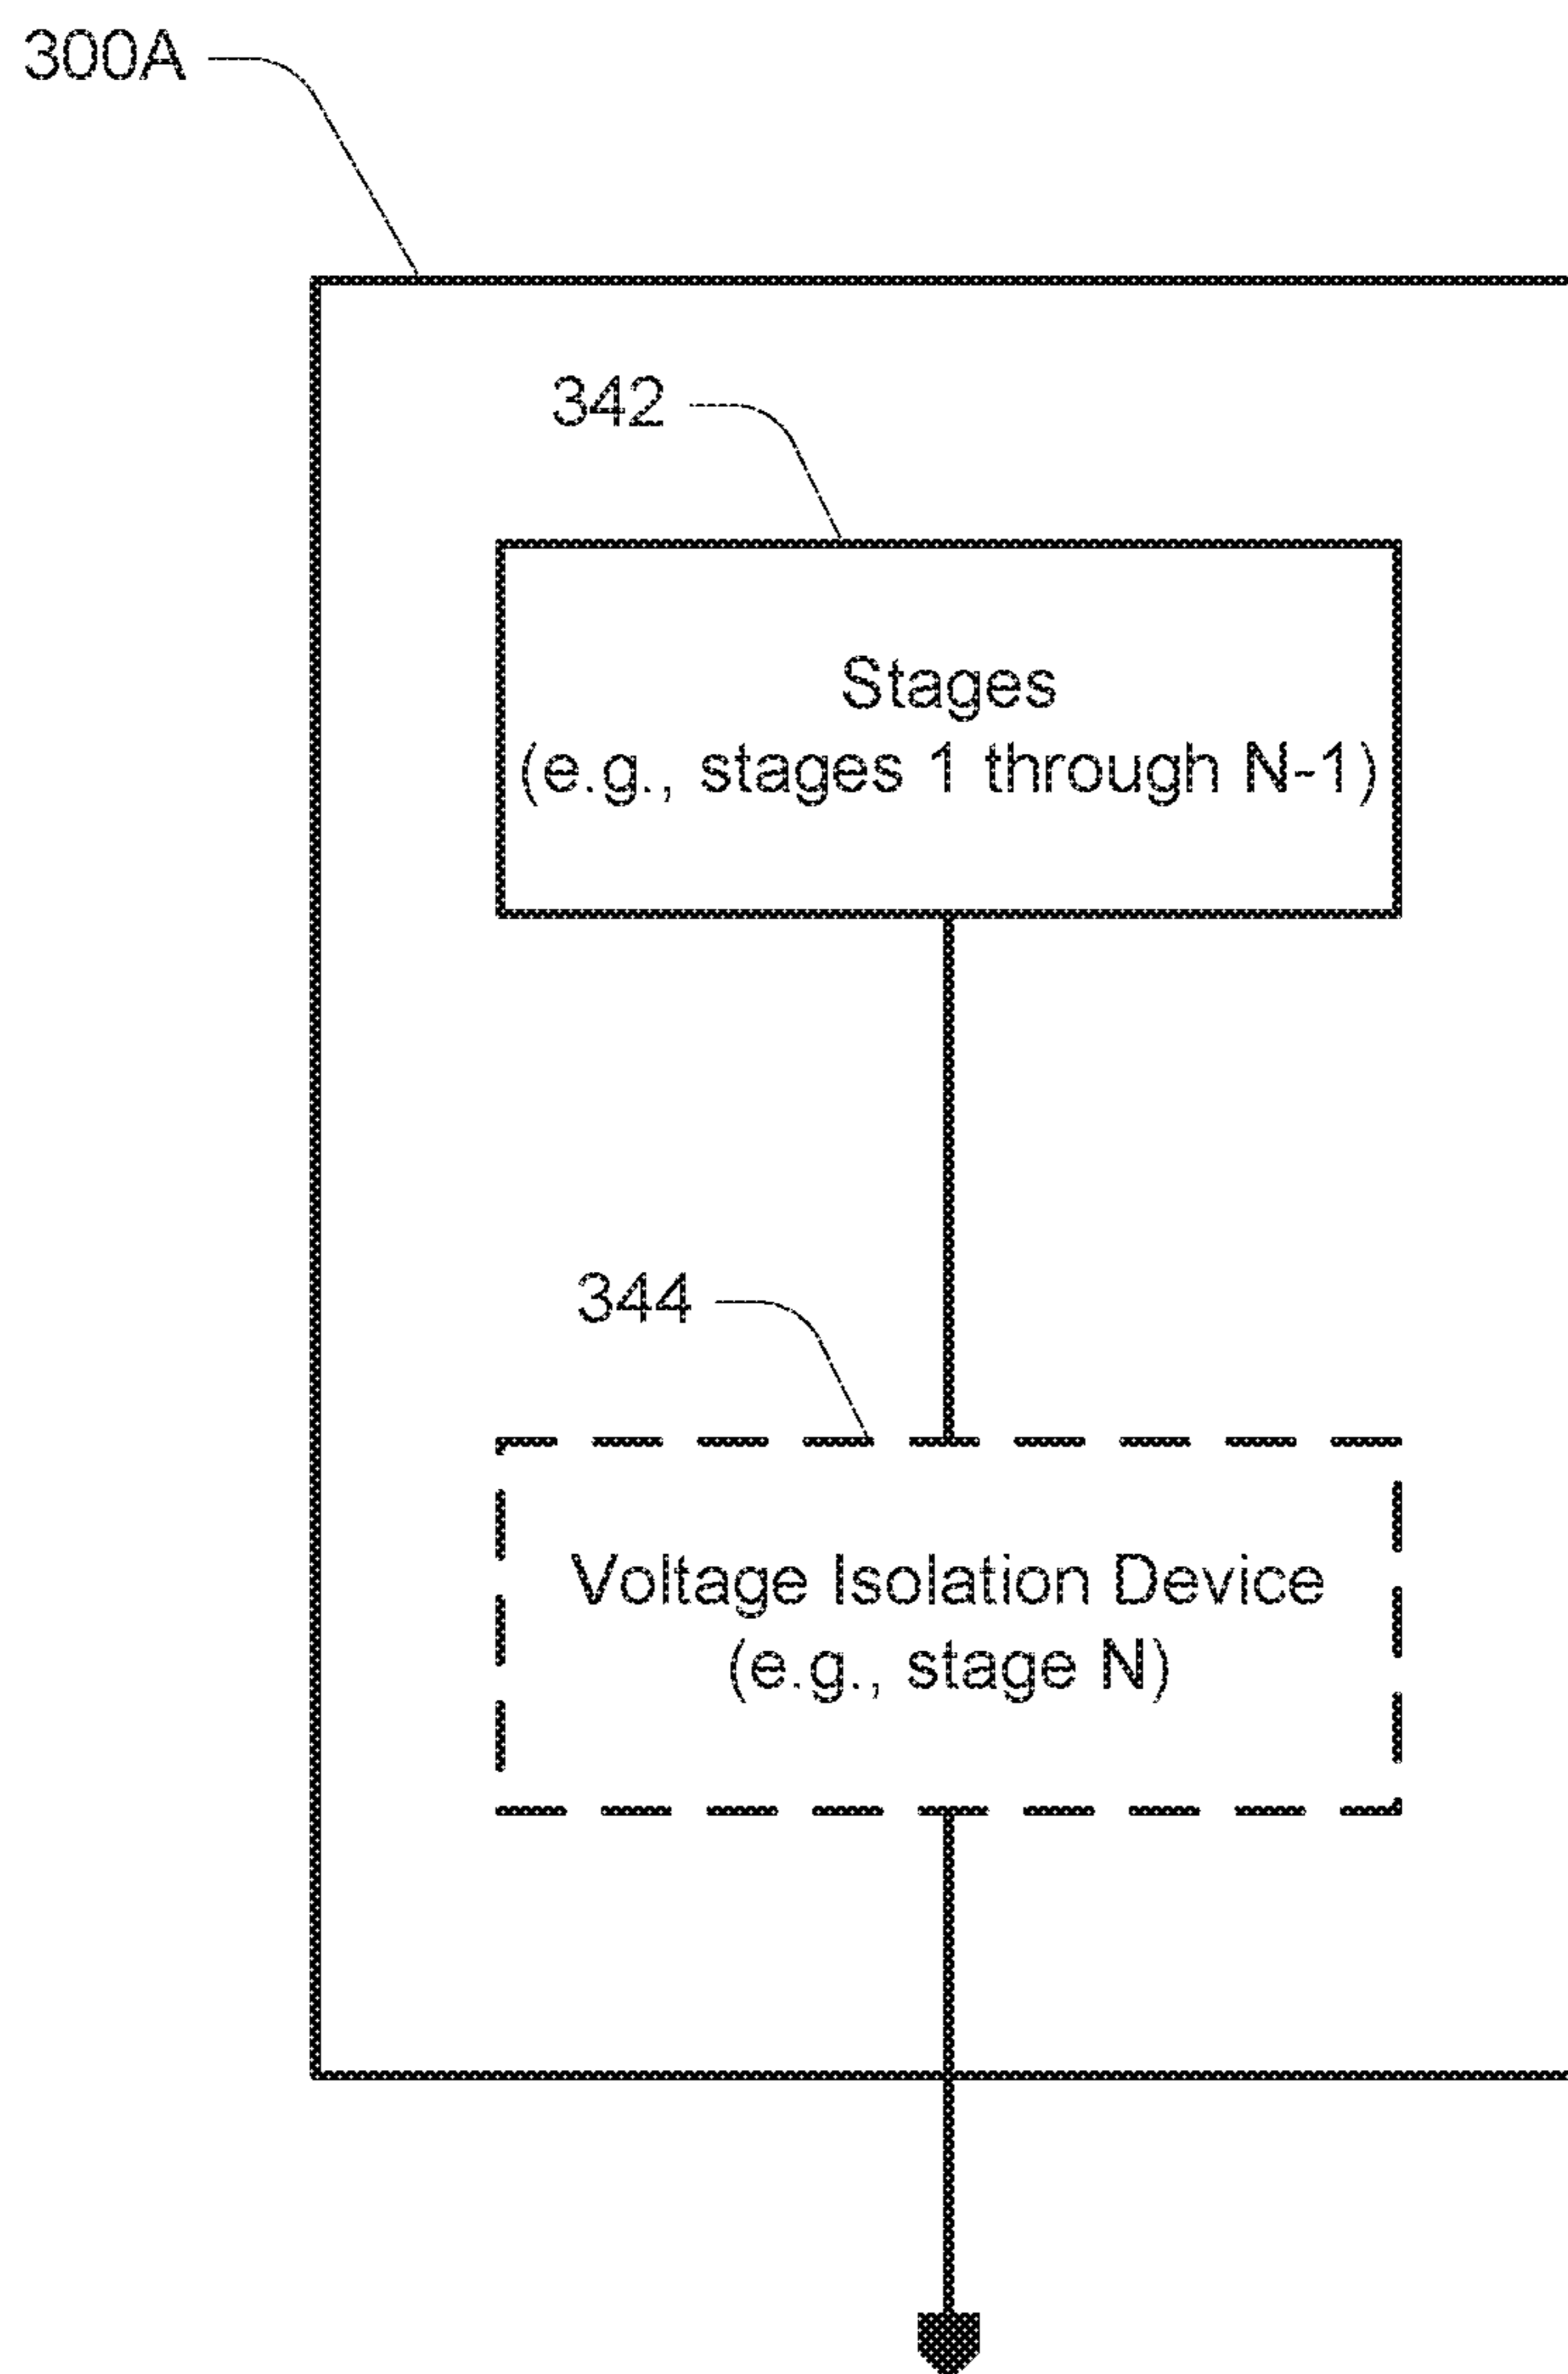 300A
342
Stages
(e.g., stages 1 through N-1)
344
Voltage Isolation Device
(e.g., stage N)